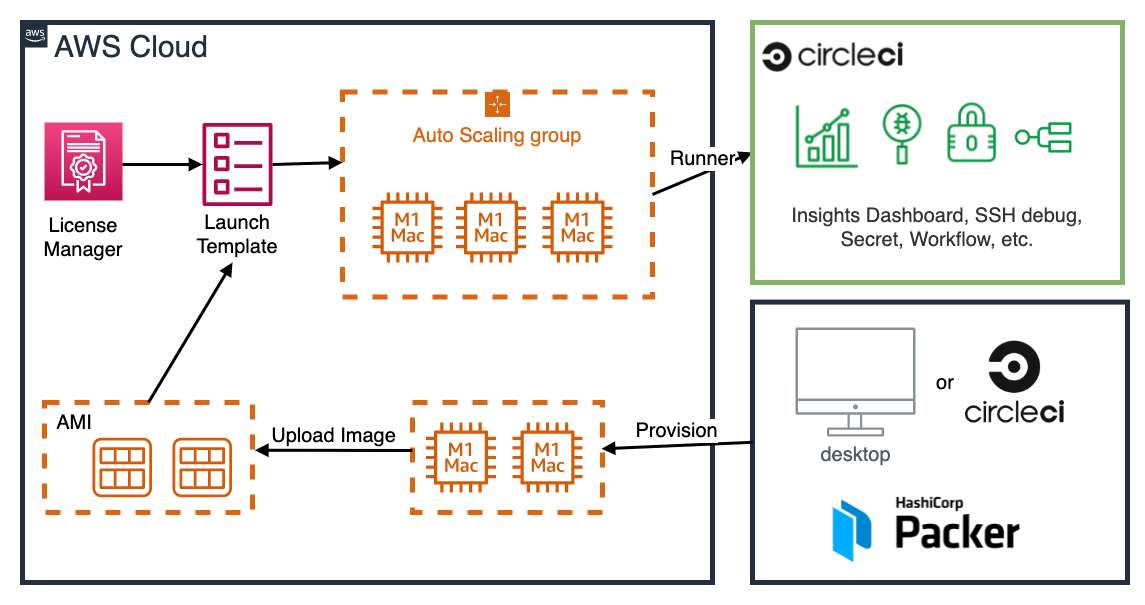 aws
AWS Cloud
License
Manager
Launch
Template
Auto Scaling group
M1
Mac
M1
Mac
M1
Mac
Runner
circleci
Insights Dashboard, SSH debug,
Secret, Workflow, etc.
AMI
Upload Image
M1
Mac
M1
Mac
Provision
desktop
or
circleci
HashiCorp
Packer